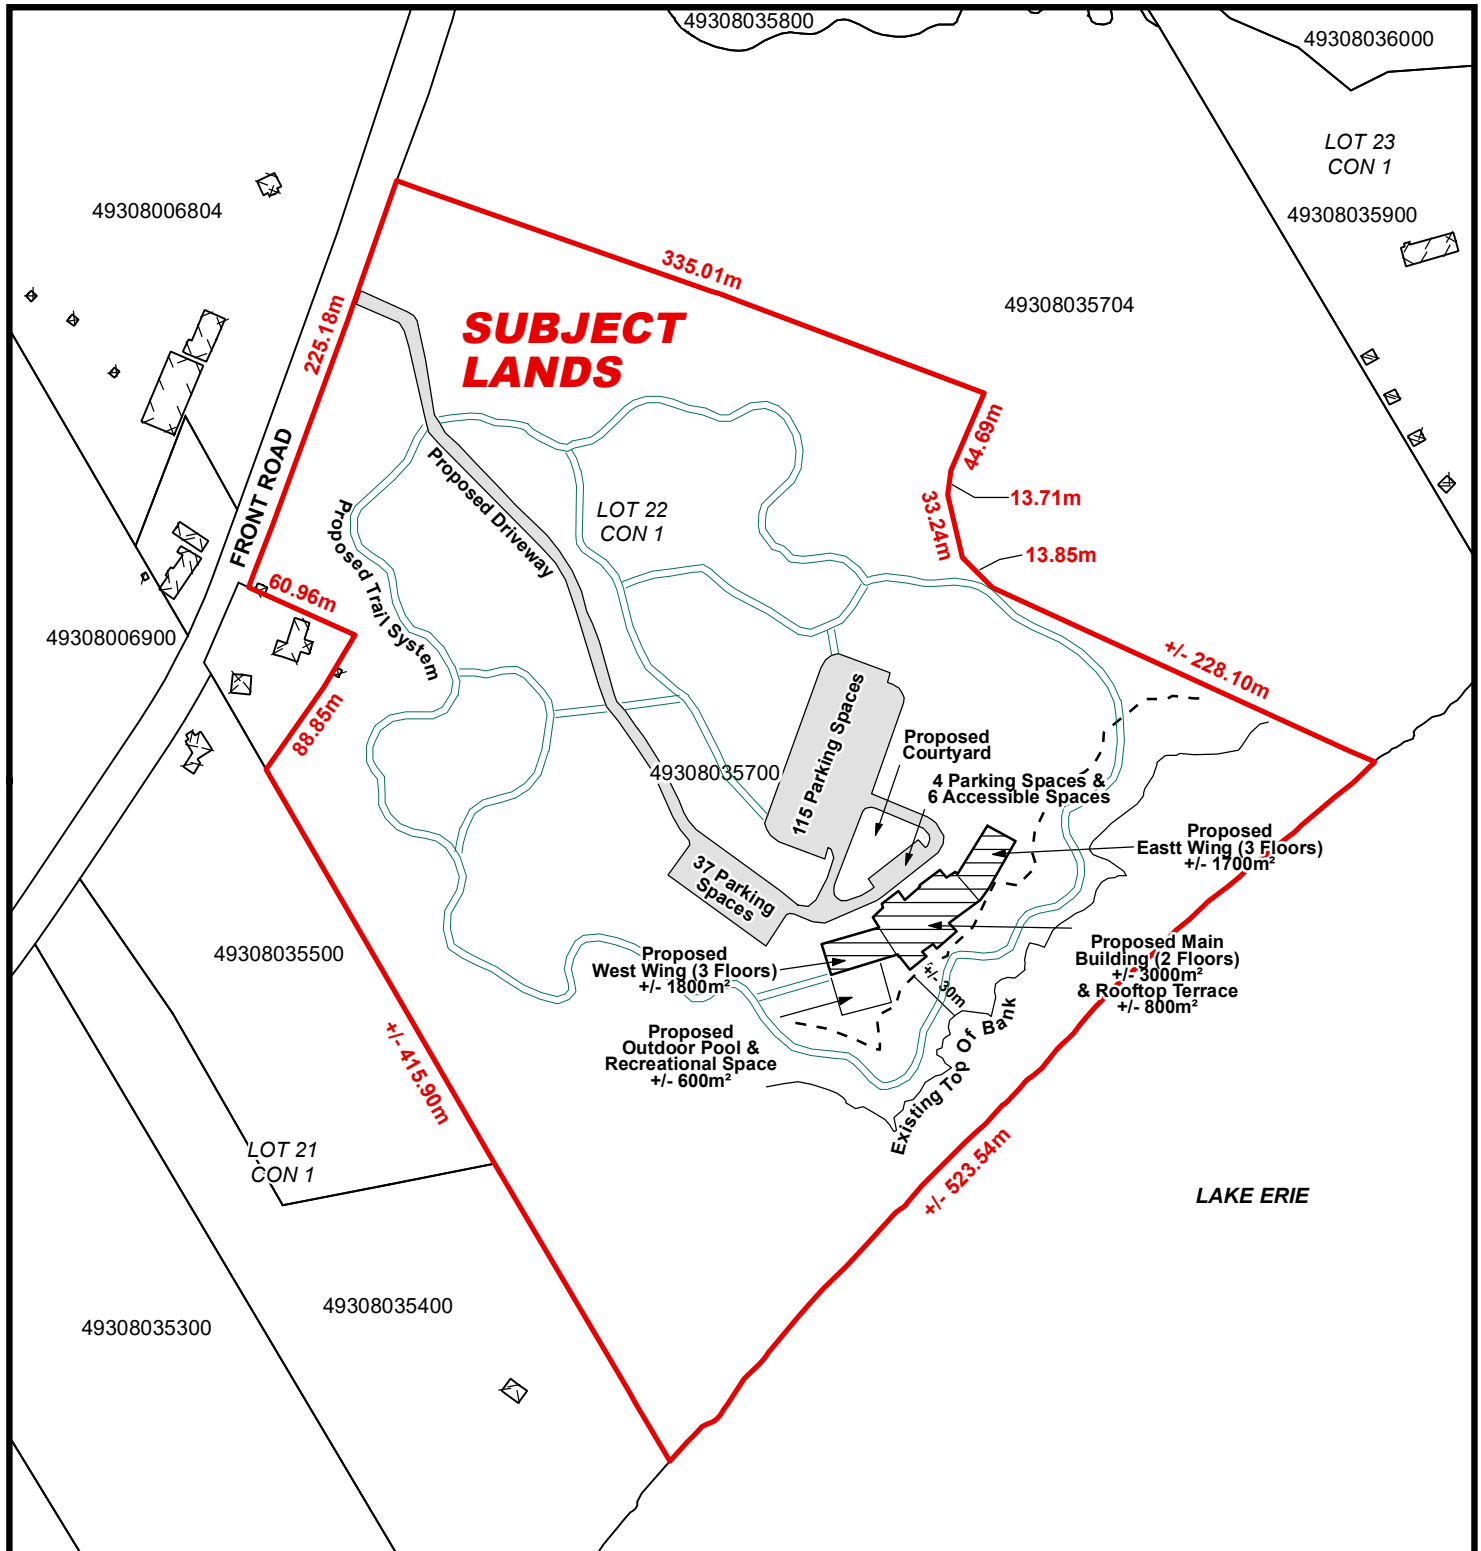 49308035800
49308036000
LOT 23
CON 1
49308006804
49308035900
335.01m
49308035704
225.18m
SUBJECT
LANDS
44.69m
FRONT ROAD
Proposed Driveway
13.71m
33.24m
LOT 22
CON 1
Proposed Trail System
13.85m
60.96m
49308006900
+/- 228.10m
88.85m
115 Parking Spaces
Proposed
Courtyard
49308035700
4 Parking Spaces &
6 Accessible Spaces
Proposed
Eastt Wing (3 Floors)
+/- 1700m²
37 Parking
Spaces
49308035500
Proposed
West Wing (3 Floors)
+/- 1800m²
Proposed Main
Building (2 Floors)
+/- 3000m²
& Rooftop Terrace
+/- 800m²
+/- 30m
Proposed
Outdoor Pool &
Recreational Space
+/- 600m²
Existing Top Of Bank
+/- 415.90m
LOT 21
CON 1
+/- 523.54m
LAKE ERIE
49308035400
49308035300